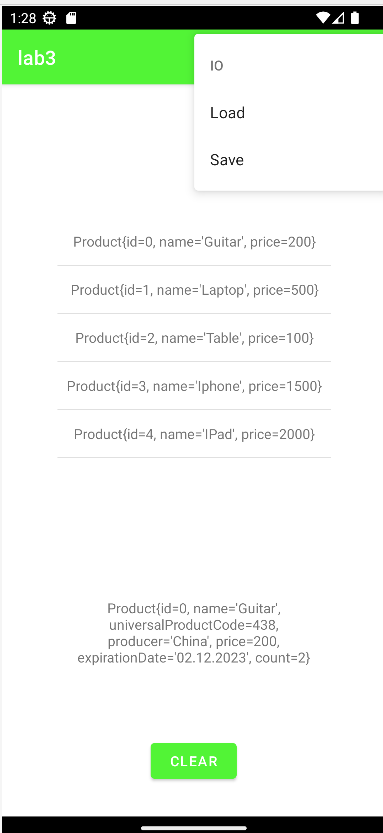 1:28
lab3
IO
Load
Save
Product{id=0, name='Guitar', price=200}
Product{id=1, name='Laptop', price=500}
Product{id=2, name='Table', price=100}
Product{id=3, name='Iphone', price=1500}
Product{id=4, name='IPad', price=2000}
Product{id=0, name='Guitar',
universalProductCode=438,
producer='China', price=200,
expirationDate='02.12.2023', count=2}
CLEAR